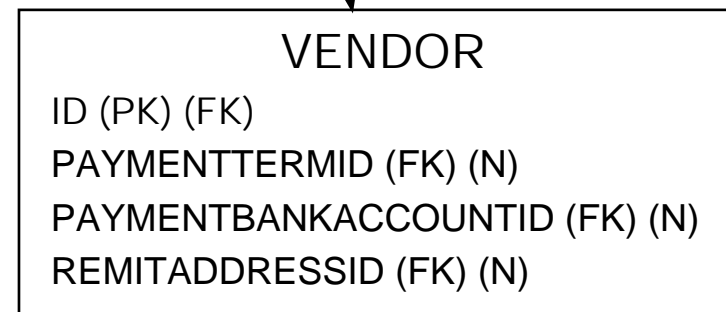 VENDOR
ID (PK) (FK)
PAYMENTTERMID (FK) (N)
PAYMENTBANKACCOUNTID (FK) (N)
REMITADDRESSID (FK) (N)